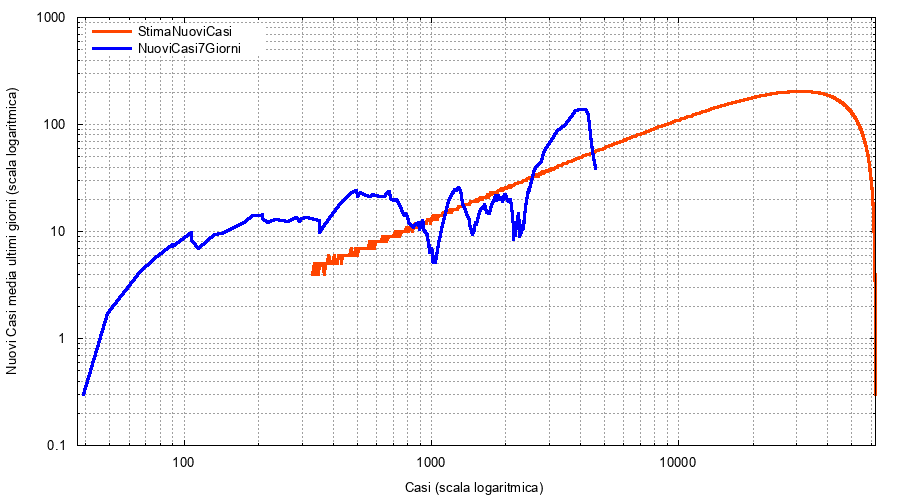 1000
StimaNuoviCasi
NuoviCasi7Giorni
100
10
1
0.1
Nuovi Casi media ultimi giorni (scala logaritmica)
100 1000 10000
Casi (scala logaritmica)